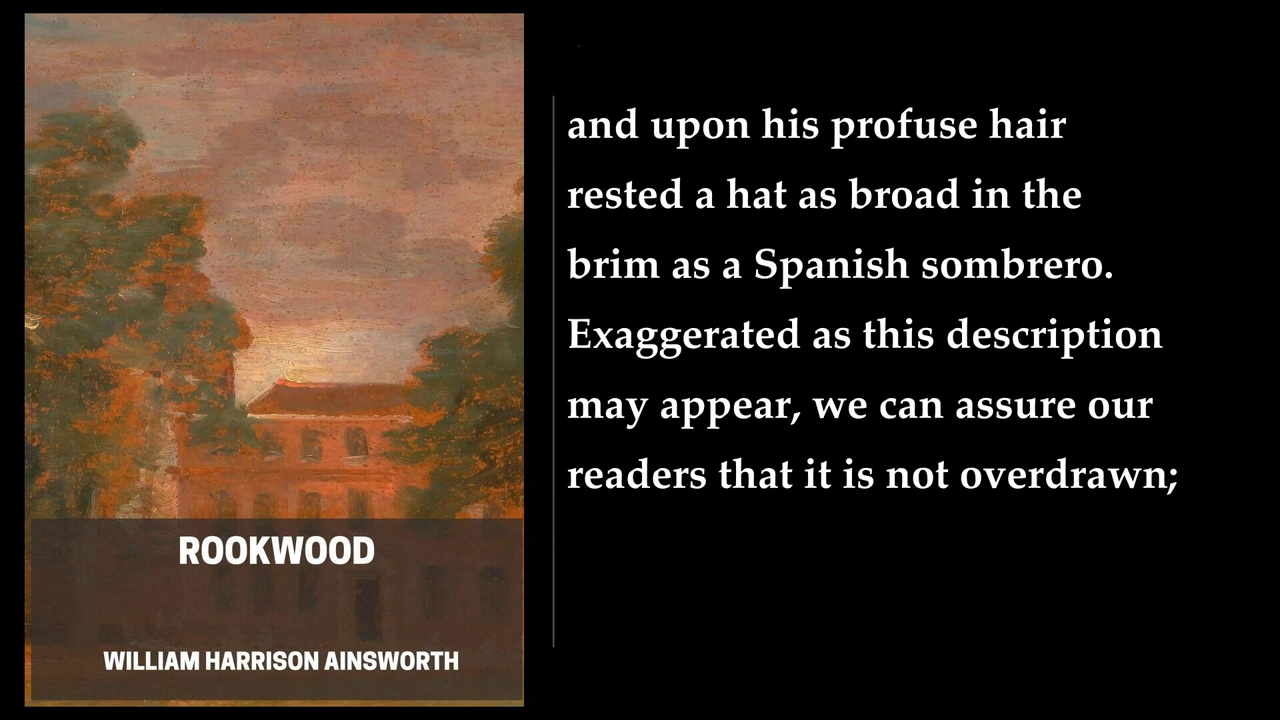 ROOKWOOD
WILLIAM HARRISON AINSWORTH
and upon his profuse hair
rested a hat as broad in the
brim as a Spanish sombrero.
Exaggerated as this description
may appear, we can assure our
readers that it is not overdrawn;